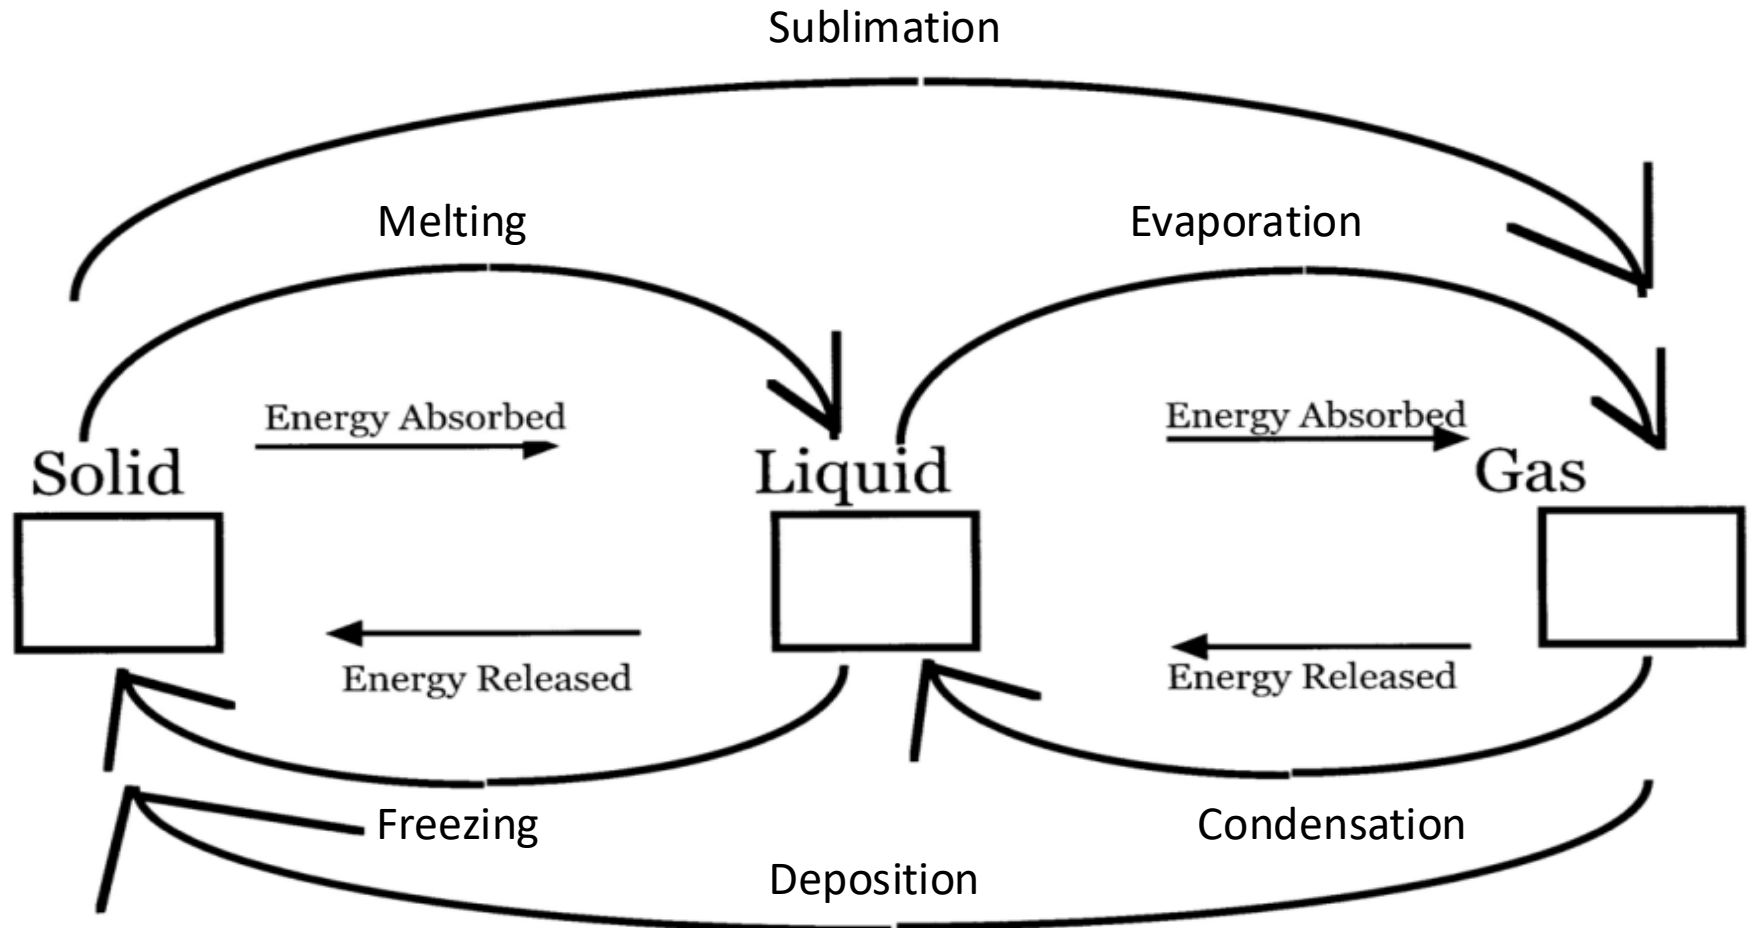 Sublimation
Melting
Evaporation
Energy Absorbed
Energy Absorbed
Solid
Liquid
Gas
Energy Released
Energy Released
Freezing
Condensation
Deposition